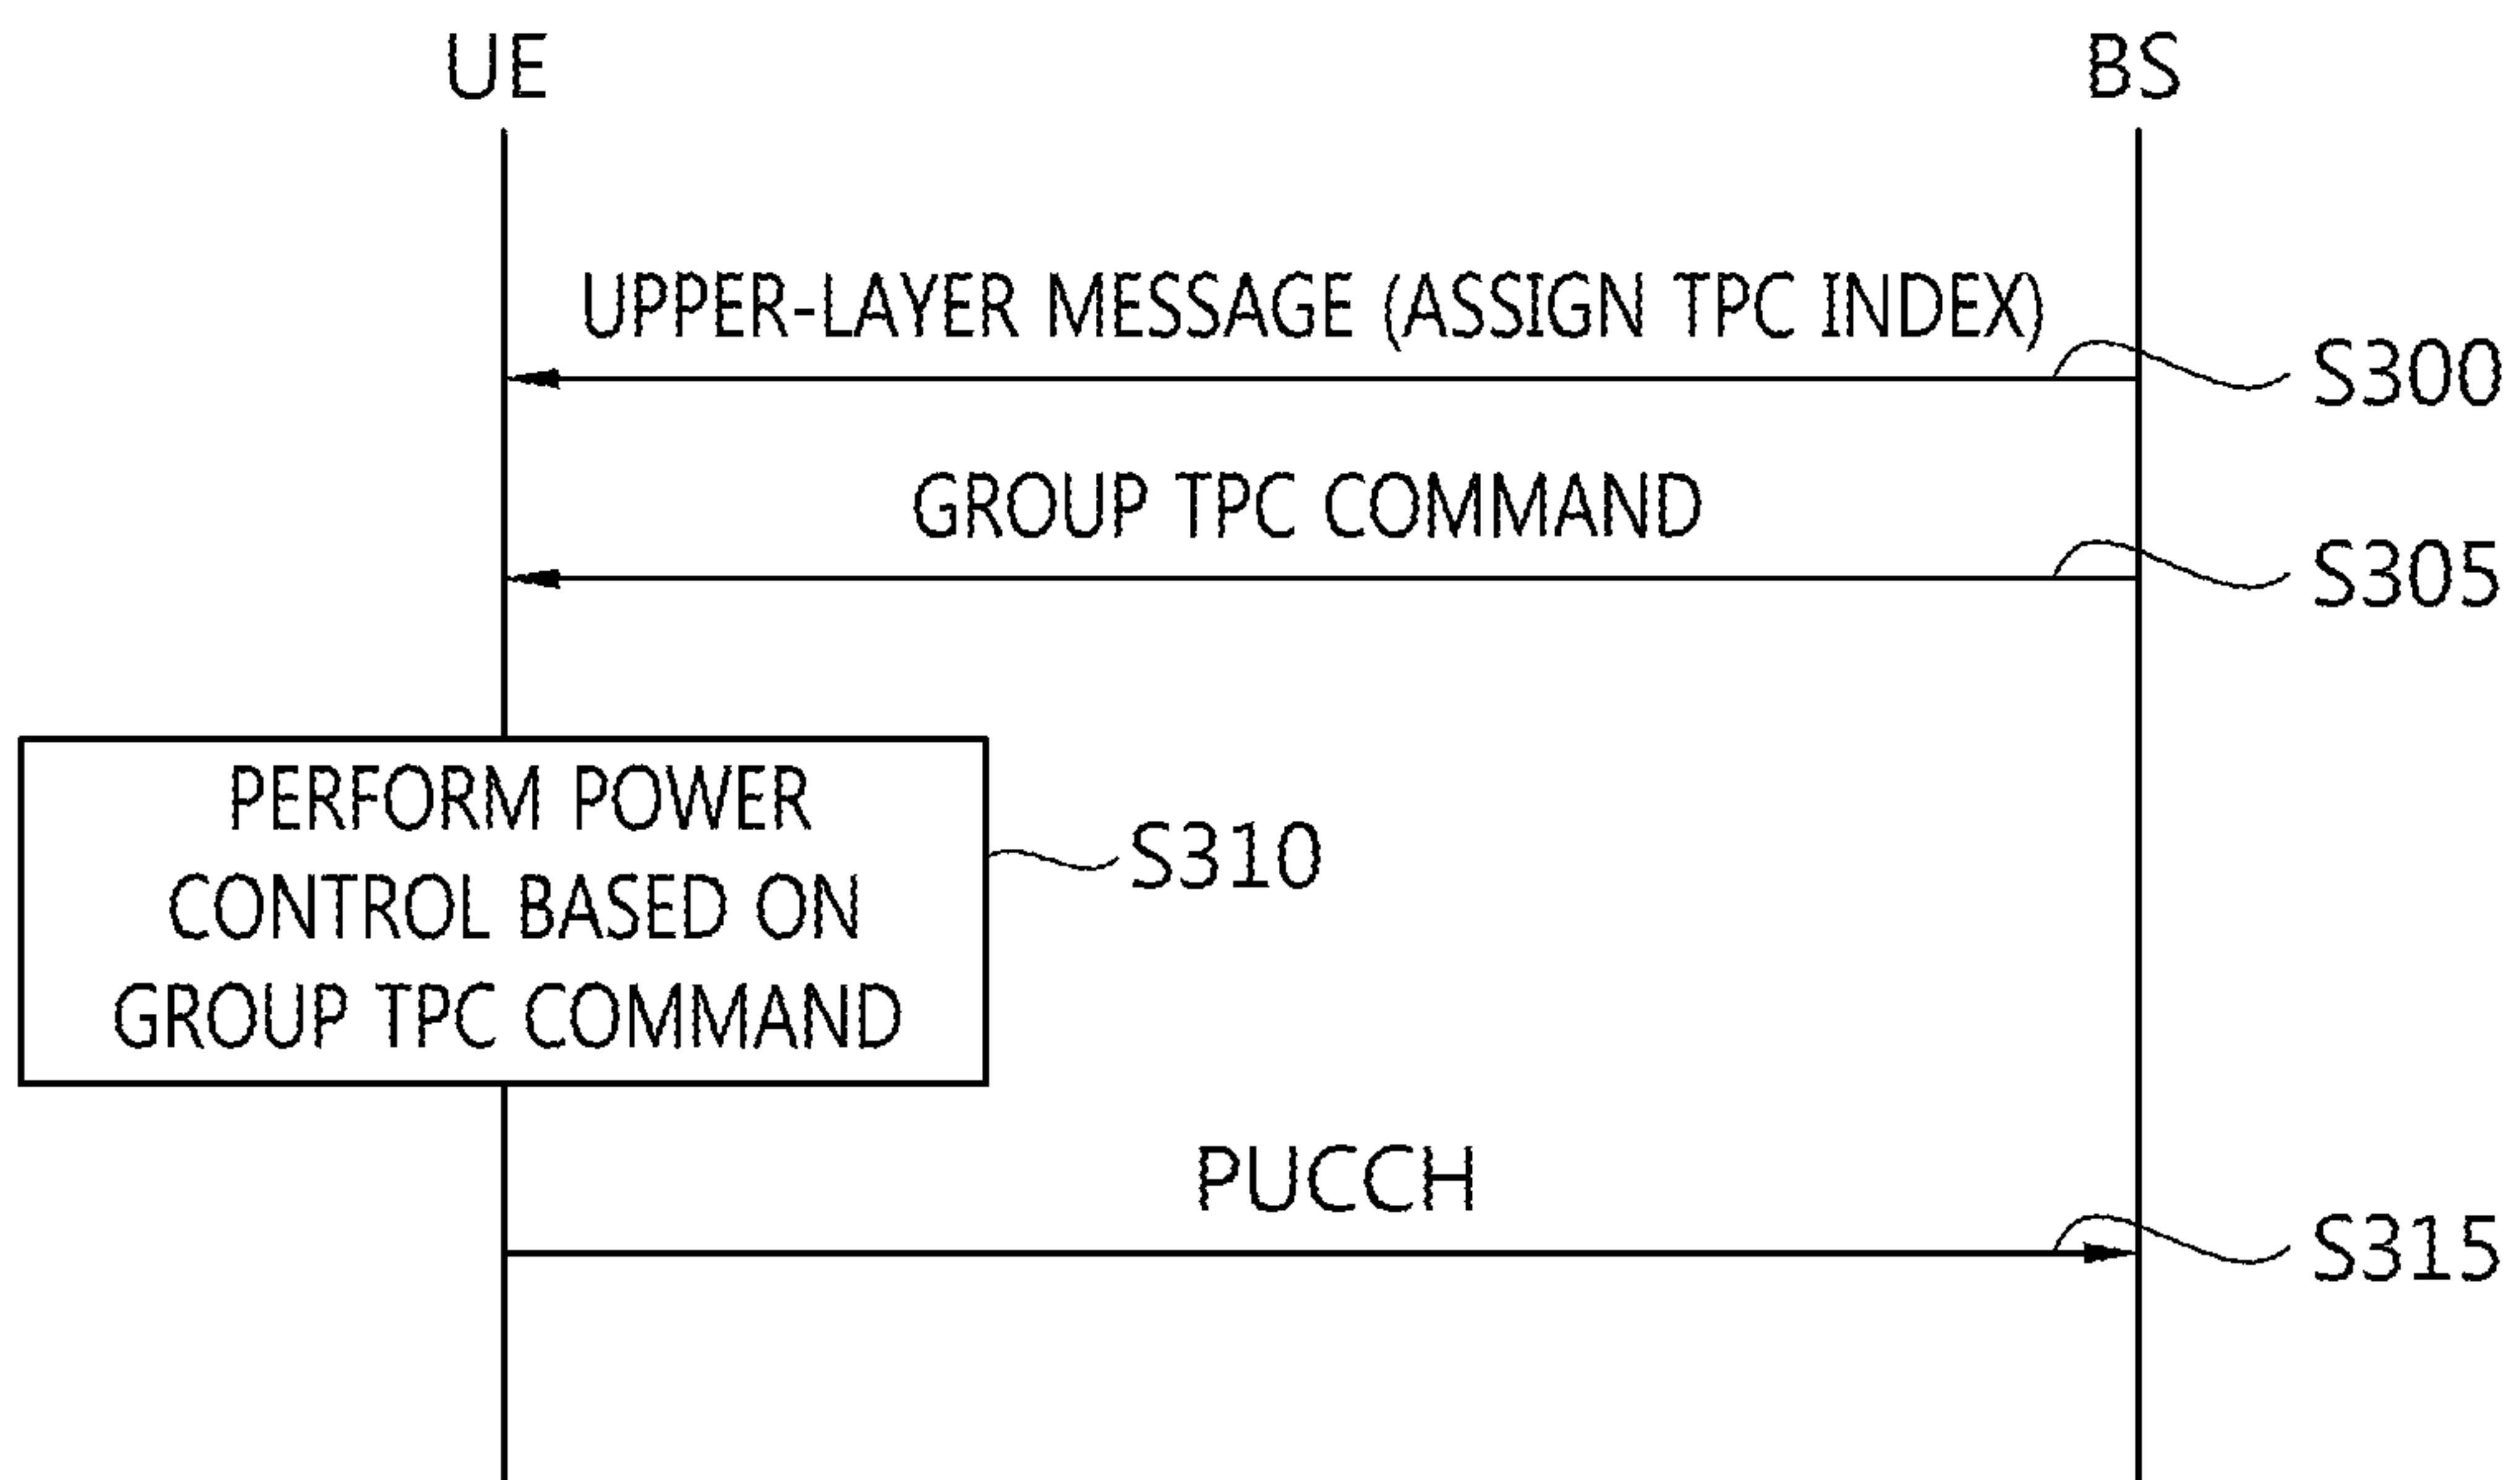 UE
BS
UPPER-LAYER MESSAGE (ASSIGN TPC INDEX)
S300
GROUP TPC COMMAND
S305
PERFORM POWER
CONTROL BASED ON
GROUP TPC COMMAND
S310
PUCCH
S315